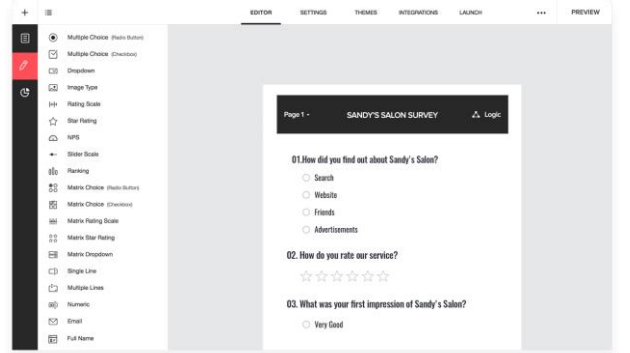 EDITOR SETTINGS THEMES INTEGRATIONS LAUNCH PREVIEW
Multiple Choice (Radio Button)
Multiple Choice (Checkbox)
Dropdown
Image Type
Rating Scale
Star Rating
NPS
Slider Scale
Ranking
Matrix Choice (Radio Button)
Matrix Choice (Checkbox)
Matrix Rating Scale
Matrix Star Rating
Matrix Dropdown
Single Line
Multiple Lines
Numeric
Email
Full Name
Page 1 SANDY'S SALON SURVEY Logic
01.How did you find out about Sandy's Salon?
Search
Website
Friends
Advertisements
02. How do you rate our service?
03. What was your first impression of Sandy's Salon?
Very Good